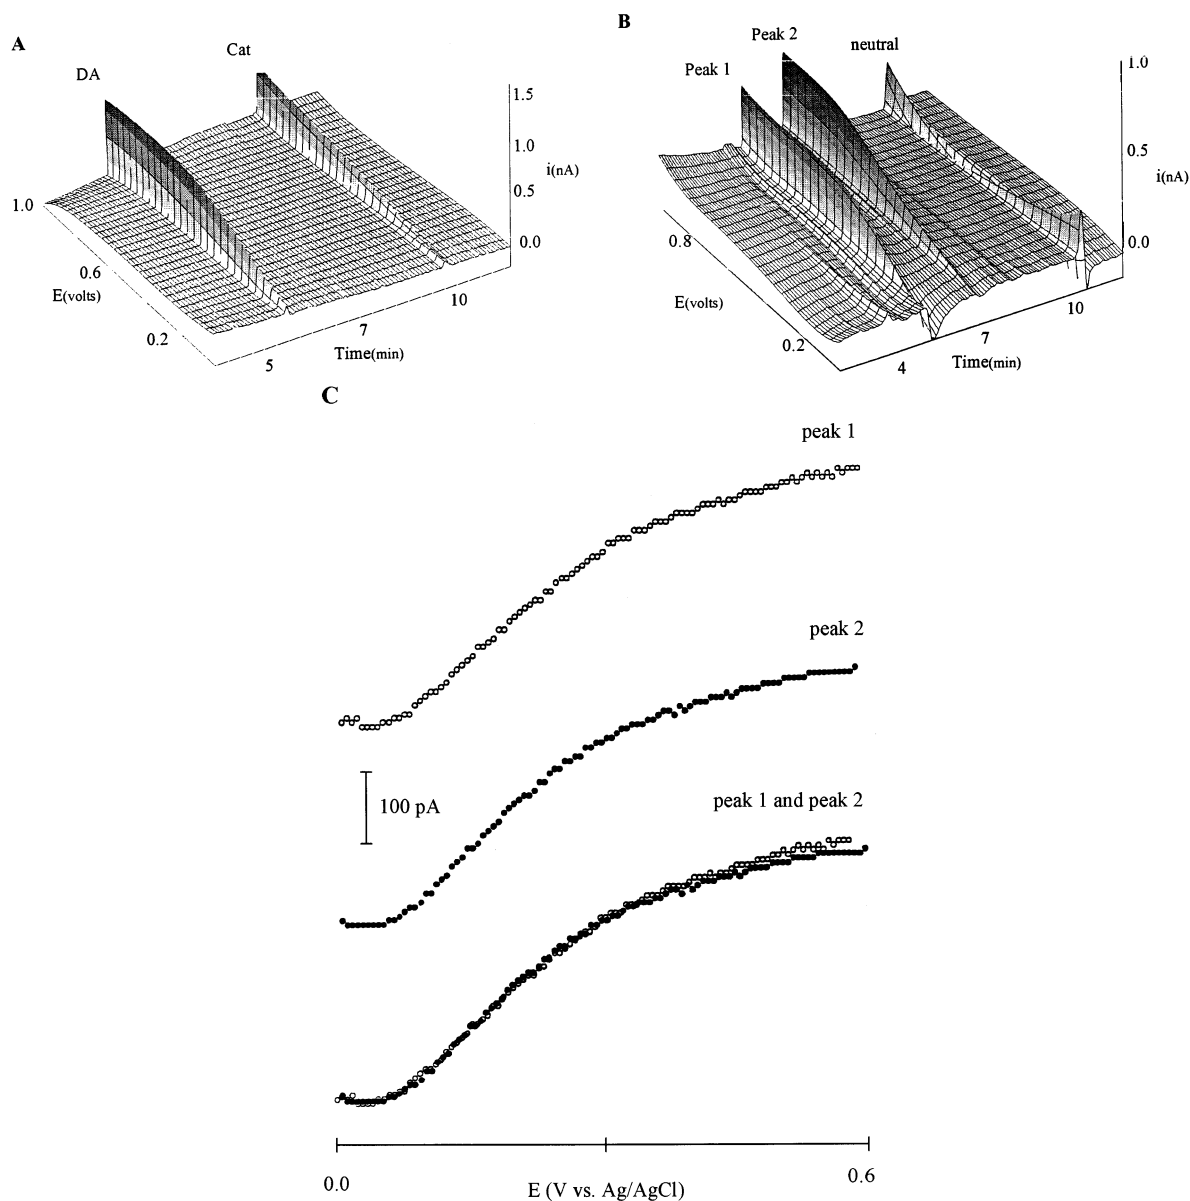 A
DA
Cat
1.5
1.0
0.5
0.0
i(nA)
1.0
0.6
0.2
E(volts)
5
7
10
Time(min)
B
Peak 1
Peak 2
neutral
1.0
0.5
0.0
i(nA)
0.8
0.2
E(volts)
4
7
10
Time(min)
C
peak 1
peak 2
100 pA
peak 1 and peak 2
0.0
0.6
E (V vs. Ag/AgCl)